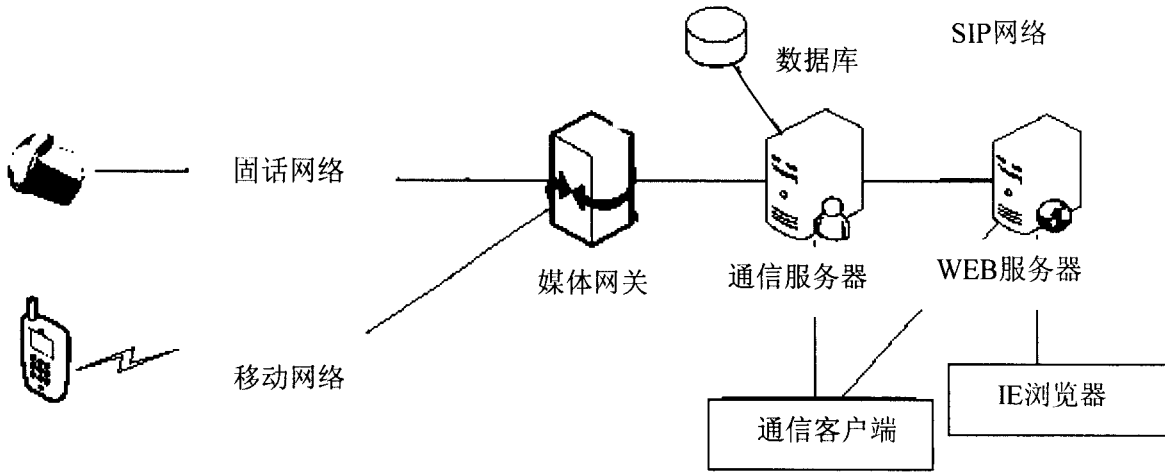 SIP网络
数据库
固话网络
媒体网关
通信服务器
WEB服务器
移动网络
IE浏览器
通信客户端